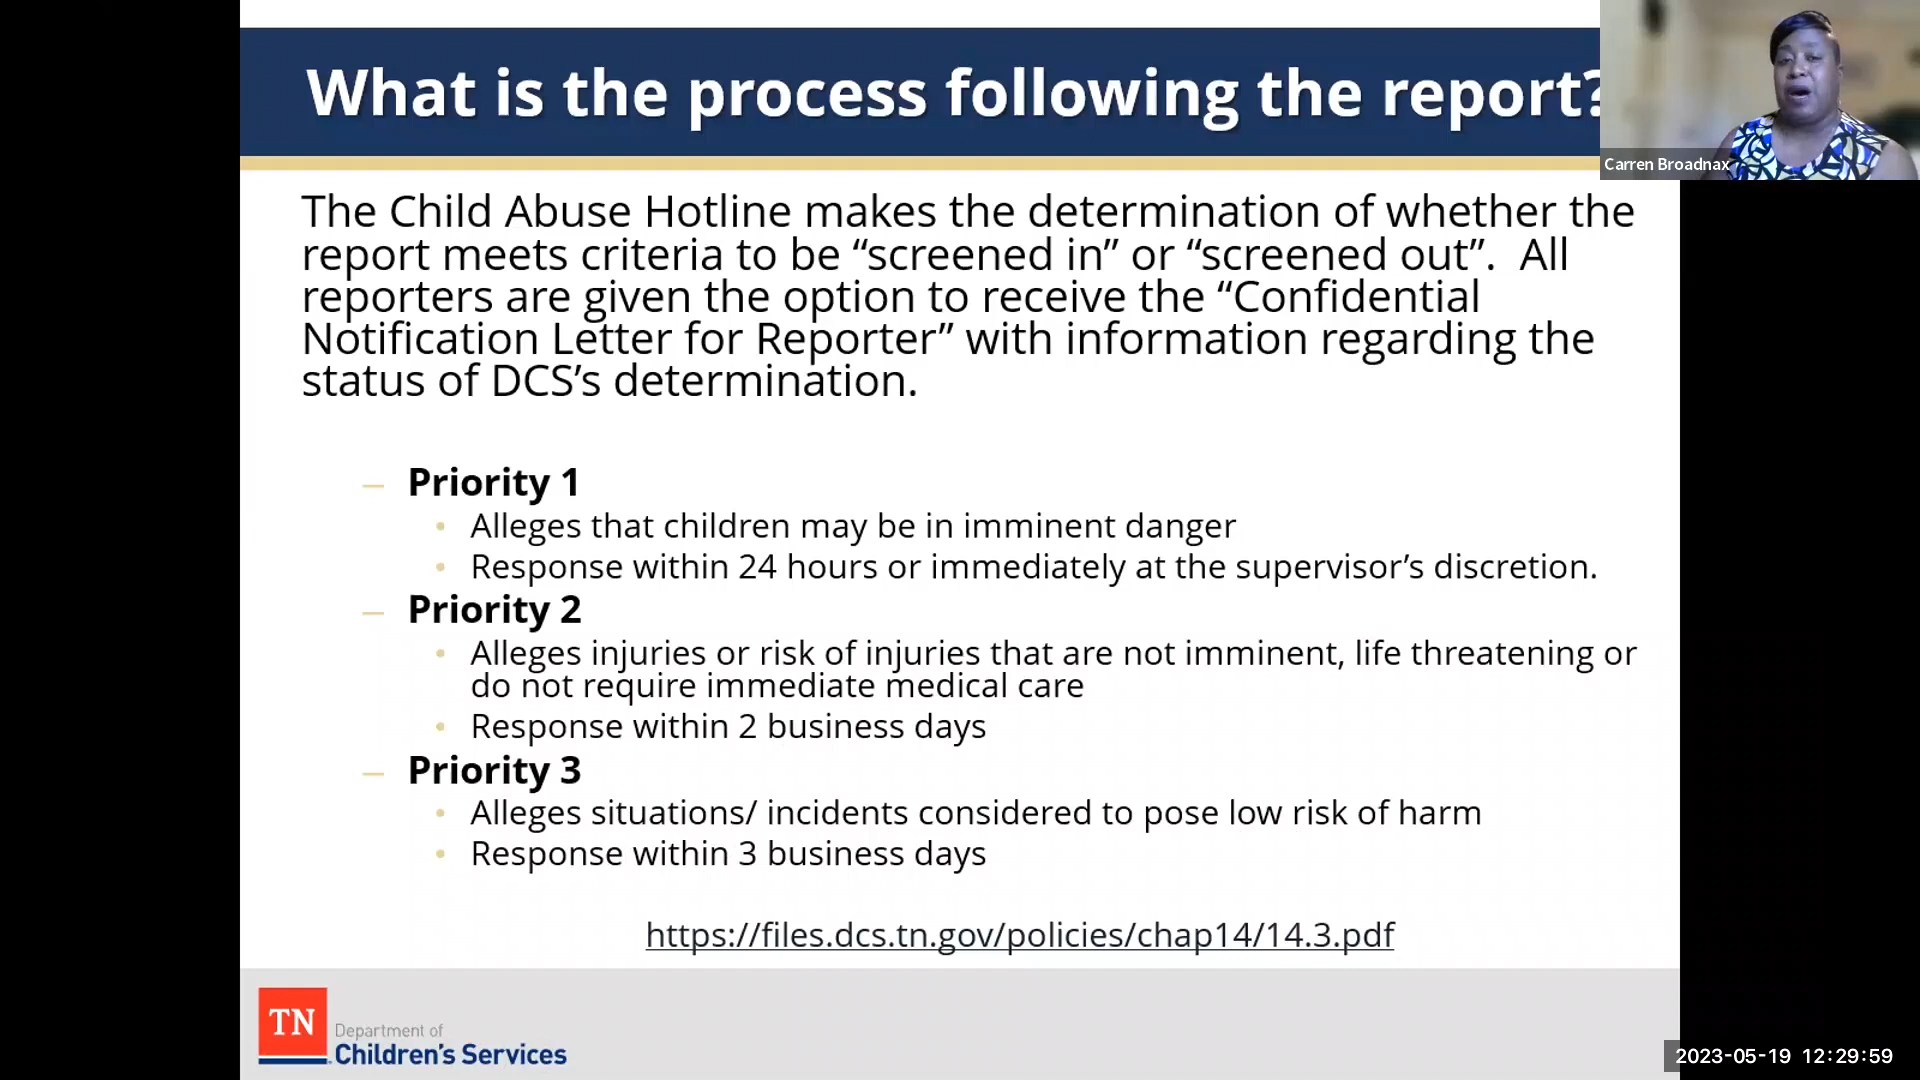 What is the process following the report?
Carren Broadnax
The Child Abuse Hotline makes the determination of whether the
report meets criteria to be “screened in” or “screened out”.  All
reporters are given the option to receive the “Confidential
Notification Letter for Reporter” with information regarding the
status of DCS’s determination.
– Priority 1
• Alleges that children may be in imminent danger
• Response within 24 hours or immediately at the supervisor’s discretion.
– Priority 2
• Alleges injuries or risk of injuries that are not imminent, life threatening or
do not require immediate medical care
• Response within 2 business days
– Priority 3
• Alleges situations/ incidents considered to pose low risk of harm
• Response within 3 business days
https://files.dcs.tn.gov/policies/chap14/14.3.pdf
TN
Department of
Children’s Services
2023-05-19 12:29:59